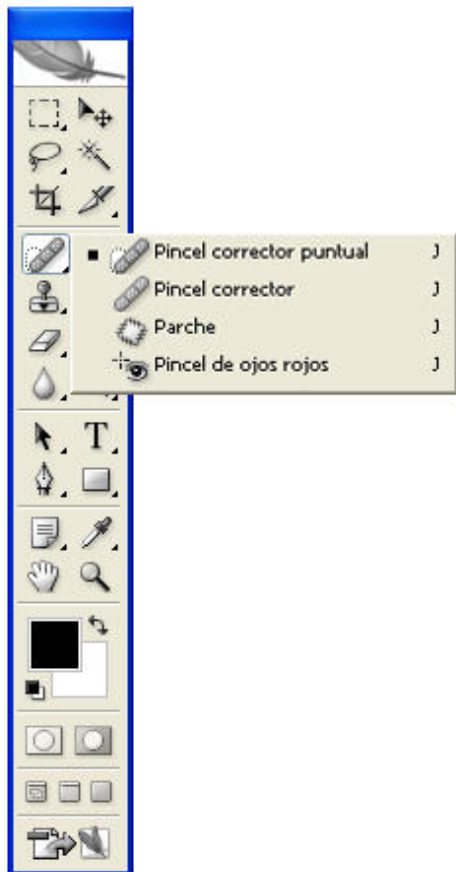 Pincel corrector puntual J
Pincel corrector J
Parche J
Pincel de ojos rojos J
T